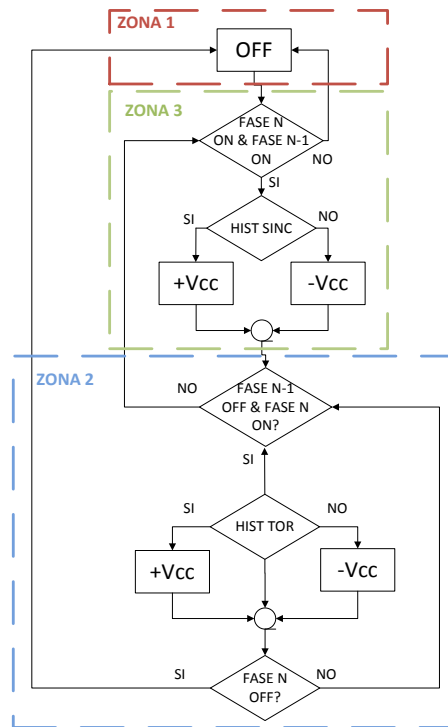 ZONA 1
OFF
ZONA 3
FASE N
ON & FASE N-1
ON
NO
SI
SI
NO
HIST SINC
+Vcc
-Vcc
ZONA 2
NO
FASE N-1
OFF & FASE N
ON?
SI
SI
NO
HIST TOR
+Vcc
-Vcc
SI
FASE N
OFF?
NO